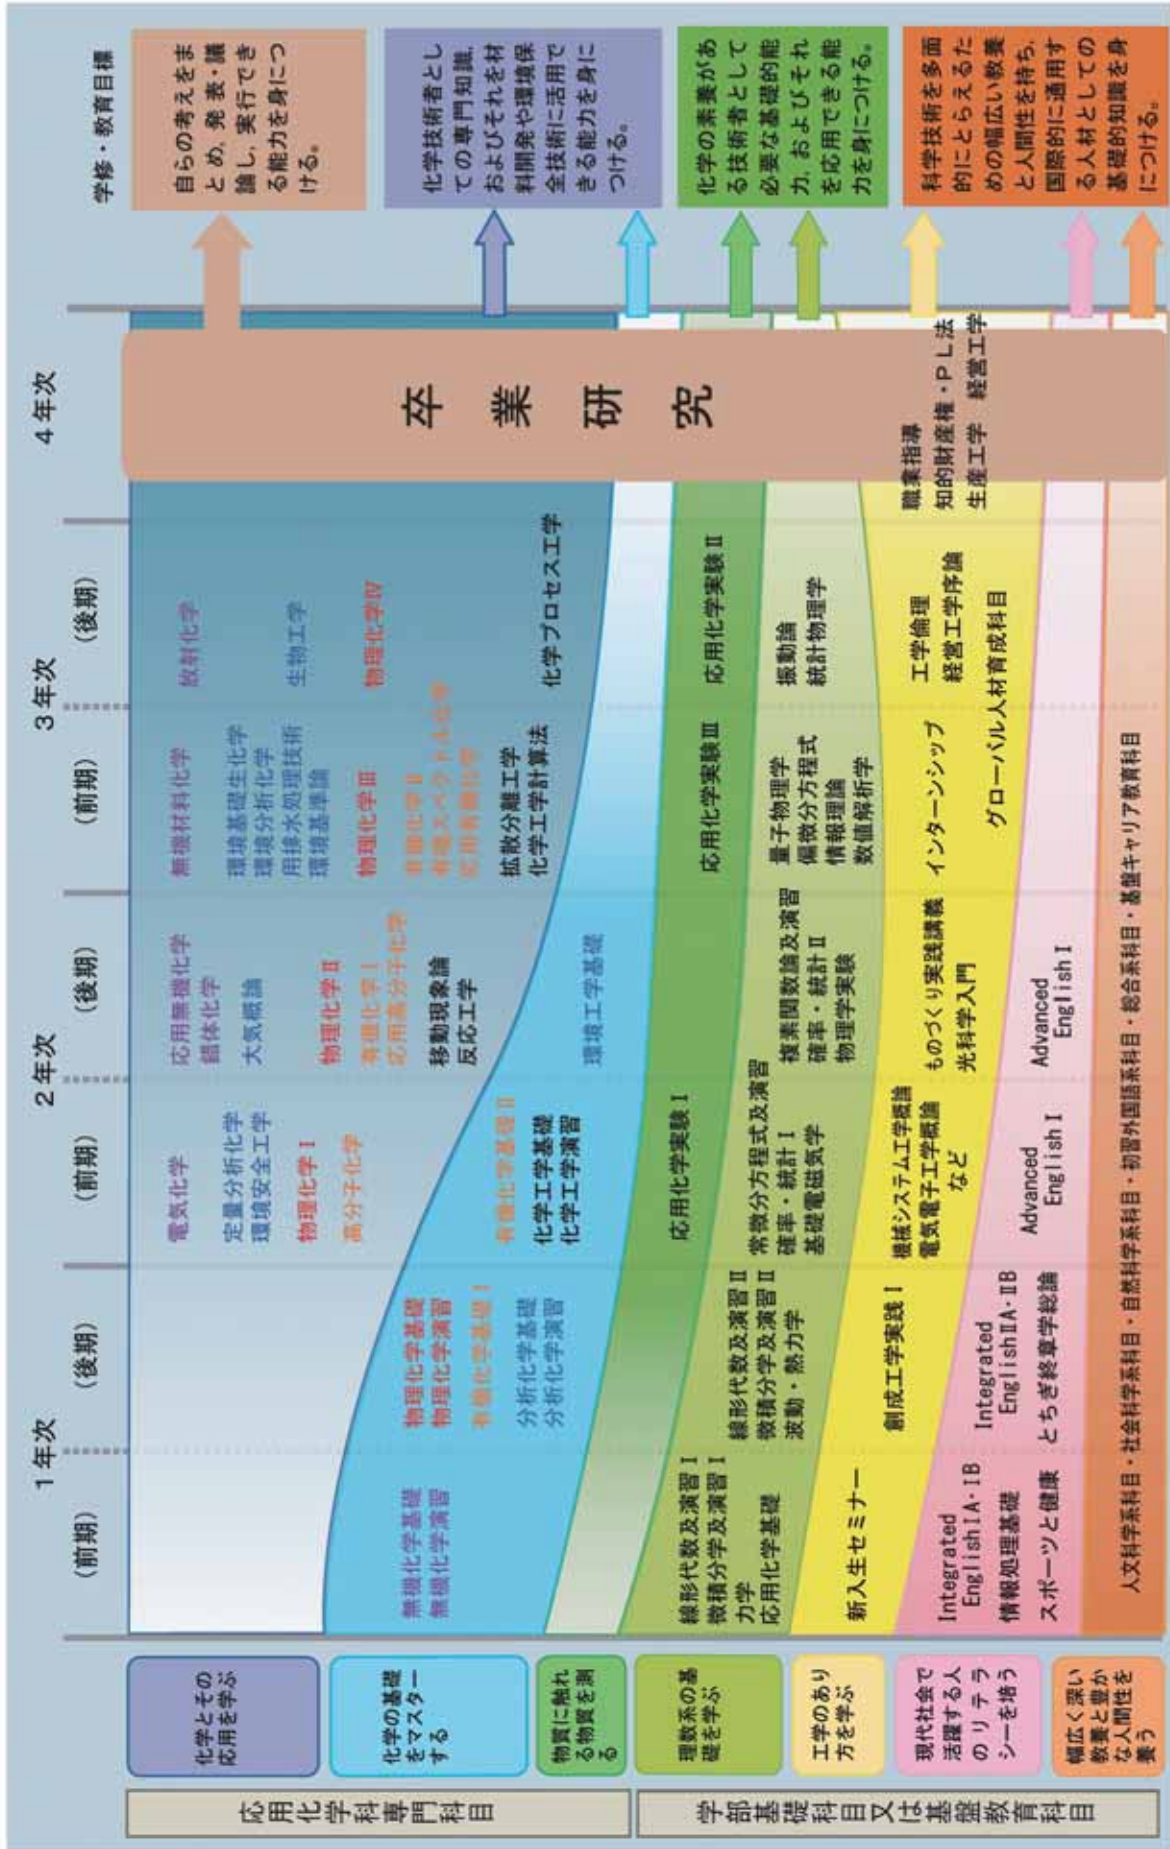 1年次
2年次
3年次
4年次
学修・教育目標
(前期)
(後期)
(前期)
(後期)
(前期)
(後期)
応用化学科専門科目
学部基礎科目又は基盤教育科目
化学とその
応用を学ぶ
化学の基礎
をマスター
する
物質に触れ
る物質を測
る
理数系の基
礎を学ぶ
工学のあり
方を学ぶ
現代社会で
活躍する人
のリテラ
シーを培う
幅広く深い
教養と豊か
な人間性を
養う
無機化学基礎
無機化学演習
物理化学基礎
物理化学演習
有機化学基礎Ⅰ
分析化学基礎
分析化学演習
電気化学
定量分析化学
環境安全工学
物理化学Ⅰ
高分子化学
有機化学基礎Ⅱ
化学工学基礎
化学工学演習
応用無機化学
錯体化学
大気概論
物理化学Ⅱ
有機化学Ⅰ
応用高分子化学
移動現象論
反応工学
環境工学基礎
無機材料化学
環境基礎生化学
環境分析化学
用排水処理技術
環境基準論
物理化学Ⅲ
有機化学Ⅱ
有機スペクトル化学
応用有機化学
拡散分離工学
化学工学計算法
放射化学
生物工学
物理化学Ⅳ
化学プロセス工学
応用化学実験Ⅰ
応用化学実験Ⅲ
応用化学実験Ⅱ
線形代数及演習Ⅰ
微積分学及演習Ⅰ
力学
応用化学基礎
線形代数及演習Ⅱ
微積分学及演習Ⅱ
波動・熱力学
常微分方程式及演習
確率・統計Ⅰ
基礎電磁気学
複素関数論及演習
確率・統計Ⅱ
物理学実験
量子物理学
偏微分方程式
情報理論
数値解析学
振動論
統計物理学
新入生セミナー
創成工学実践Ⅰ
機械システム工学概論
電気電子工学概論
など
ものづくり実践講義
光科学入門
インターンシップ
グローバル人材育成科目
工学倫理
経営工学序論
職業指導
知的財産権・PL法
生産工学 経営工学
Integrated
EnglishⅠA・ⅠB
情報処理基礎
スポーツと健康
Integrated
EnglishⅡA・ⅡB
とちぎ終章学総論
Advanced
EnglishⅠ
Advanced
EnglishⅠ
人文科学系科目・社会科学系科目・自然科学系科目・初習外国語系科目・総合系科目・基盤キャリア教育科目
卒業研究
自らの考えをま
とめ、発表・議
論し、実行でき
る能力を身につ
ける。
化学技術者とし
ての専門知識、
およびそれを材
料開発や環境保
全技術に活用で
きる能力を身に
つける。
化学の素養があ
る技術者として
必要な基礎的能
力、およびそれ
を応用できる能
力を身につける。
科学技術を多面
的にとらえるた
めの幅広い教養
と人間性を持ち、
国際的に通用す
る人材としての
基礎的知識を身
につける。